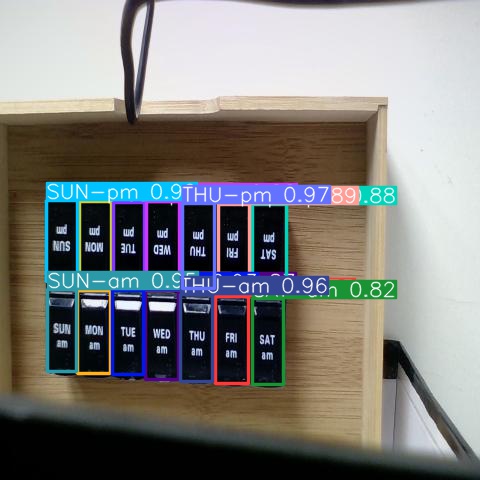 SUN-pm 0.9
THU-pm 0.97
89
0.88
SUN pm
MON pm
TUE pm
WED pm
THU pm
FRI pm
SAT pm
SUN-am 0.95
THU-am 0.96
0.82
SUN am
MON am
TUE am
WED am
THU am
FRI am
SAT am